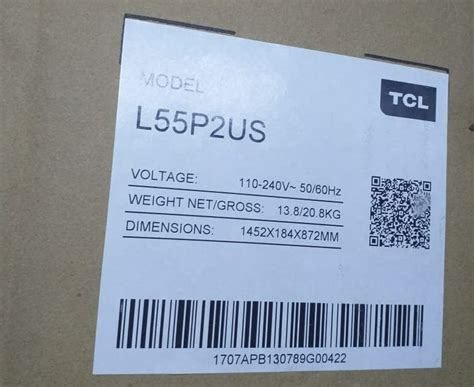 MODEL
TCL
L55P2US
VOLTAGE: 110-240V~ 50/60Hz
WEIGHT NET/GROSS: 13.8/20.8KG
DIMENSIONS: 1452X184X872MM
1707APB130789G00422